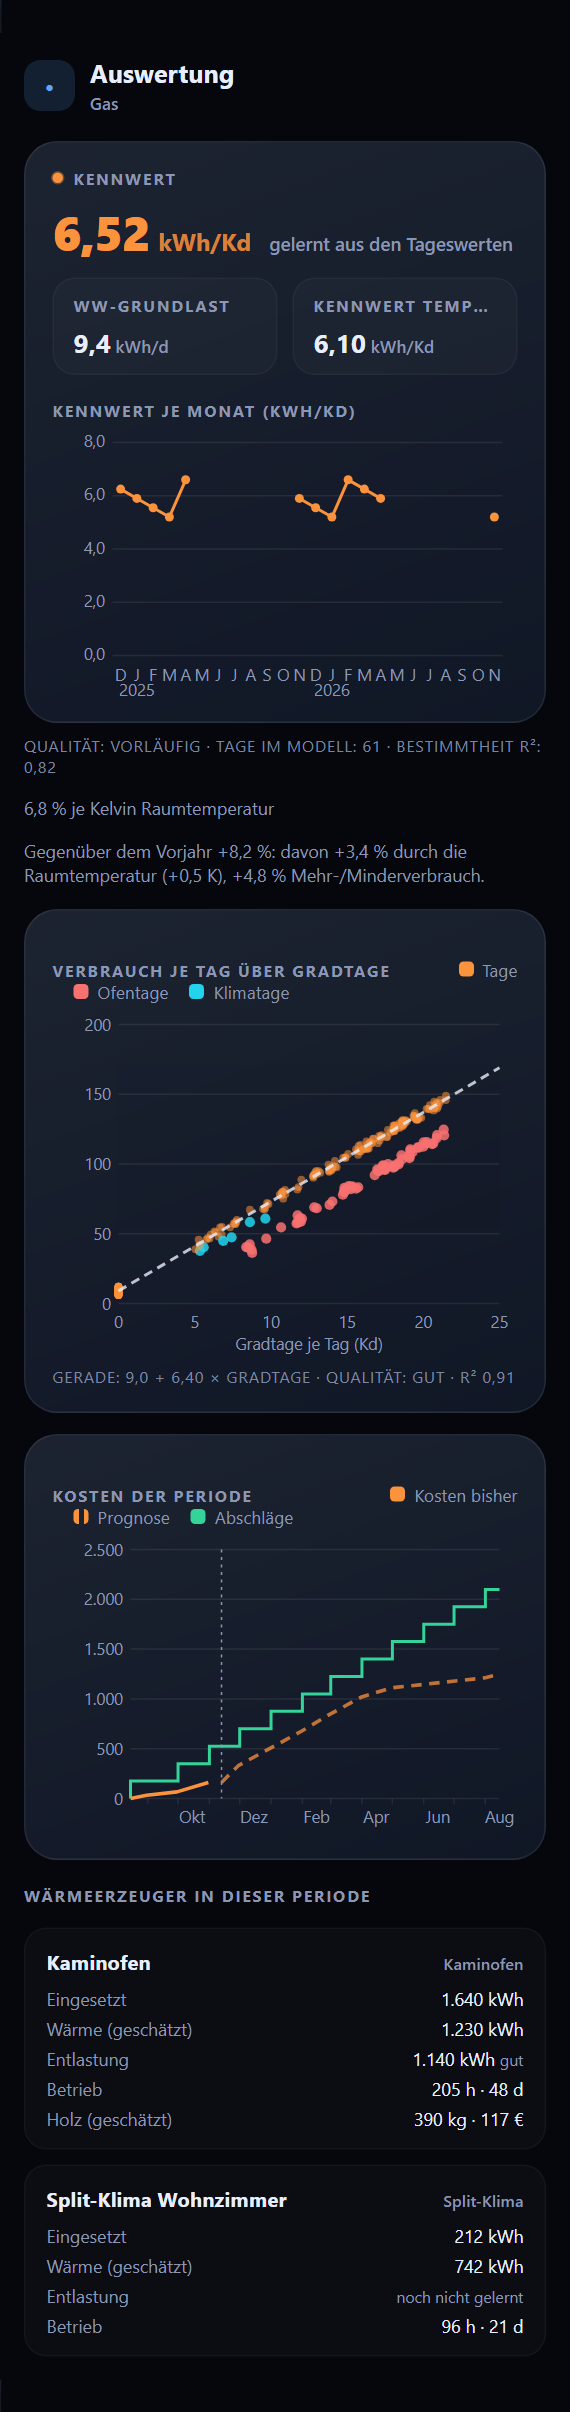 Auswertung
Gas
KENNWERT
6,52 kWh/Kd gelernt aus den Tageswerten
WW-GRUNDLAST
9,4 kWh/d
KENNWERT TEMP…
6,10 kWh/Kd
KENNWERT JE MONAT (KWH/KD)
8,0
6,0
4,0
2,0
0,0
D J F M A M J J A S O N D J F M A M J J A S O N
2025 2026
QUALITÄT: VORLÄUFIG · TAGE IM MODELL: 61 · BESTIMMTHEIT R²:
0,82
6,8 % je Kelvin Raumtemperatur
Gegenüber dem Vorjahr +8,2 %: davon +3,4 % durch die
Raumtemperatur (+0,5 K), +4,8 % Mehr-/Minderverbrauch.
VERBRAUCH JE TAG ÜBER GRADTAGE Tage
Ofentage Klimatage
200
150
100
50
0
0 5 10 15 20 25
Gradtage je Tag (Kd)
GERADE: 9,0 + 6,40 × GRADTAGE · QUALITÄT: GUT · R² 0,91
KOSTEN DER PERIODE Kosten bisher
Prognose Abschläge
2.500
2.000
1.500
1.000
500
0
Okt Dez Feb Apr Jun Aug
WÄRMEERZEUGER IN DIESER PERIODE
Kaminofen Kaminofen
Eingesetzt 1.640 kWh
Wärme (geschätzt) 1.230 kWh
Entlastung 1.140 kWh gut
Betrieb 205 h · 48 d
Holz (geschätzt) 390 kg · 117 €
Split-Klima Wohnzimmer Split-Klima
Eingesetzt 212 kWh
Wärme (geschätzt) 742 kWh
Entlastung noch nicht gelernt
Betrieb 96 h · 21 d